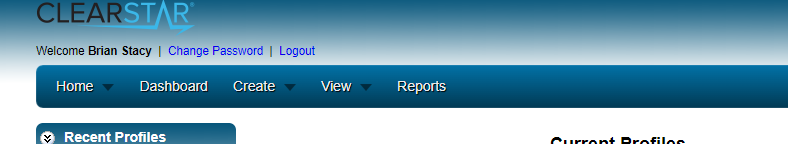 CLEARSTAR®
Welcome Brian Stacy | Change Password | Logout
Home Dashboard Create View Reports
Recent Profiles
Current Profiles